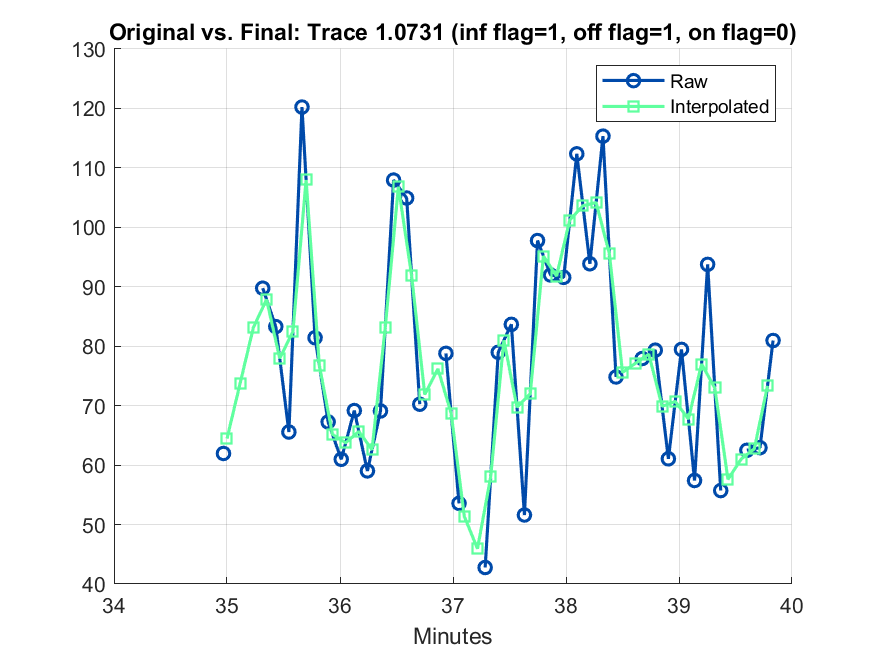 Original vs. Final: Trace 1.0731 (inf flag=1, off flag=1, on flag=0)
130
120
110
100
90
80
70
60
50
40
Raw
Interpolated
34 35 36 37 38 39 40
Minutes